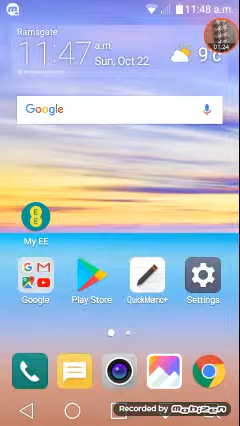 11:48 a.m.
Ramsgate
11:47 a.m.
Sun, Oct 22
9°c
01:24
Google
EE
My EE
Google
Play Store
QuickMemo+
Settings
Recorded by MOBIZEN